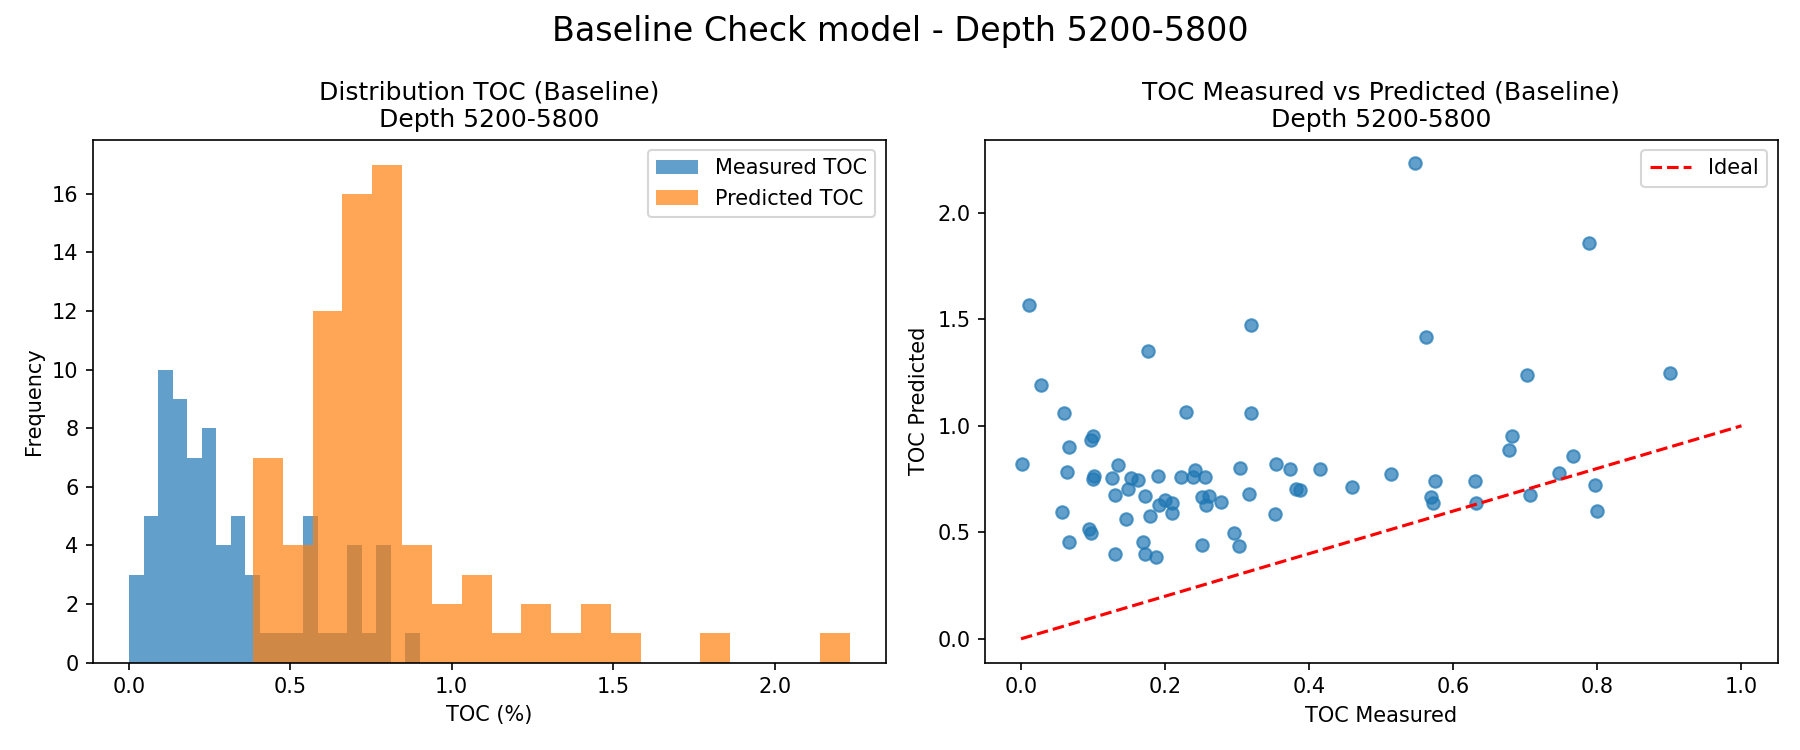 Baseline Check model - Depth 5200-5800
Distribution TOC (Baseline)
Depth 5200-5800
Measured TOC
Predicted TOC
Frequency
16
14
12
10
8
6
4
2
0
0.0 0.5 1.0 1.5 2.0
TOC (%)
TOC Measured vs Predicted (Baseline)
Depth 5200-5800
Ideal
TOC Predicted
2.0
1.5
1.0
0.5
0.0
0.0 0.2 0.4 0.6 0.8 1.0
TOC Measured